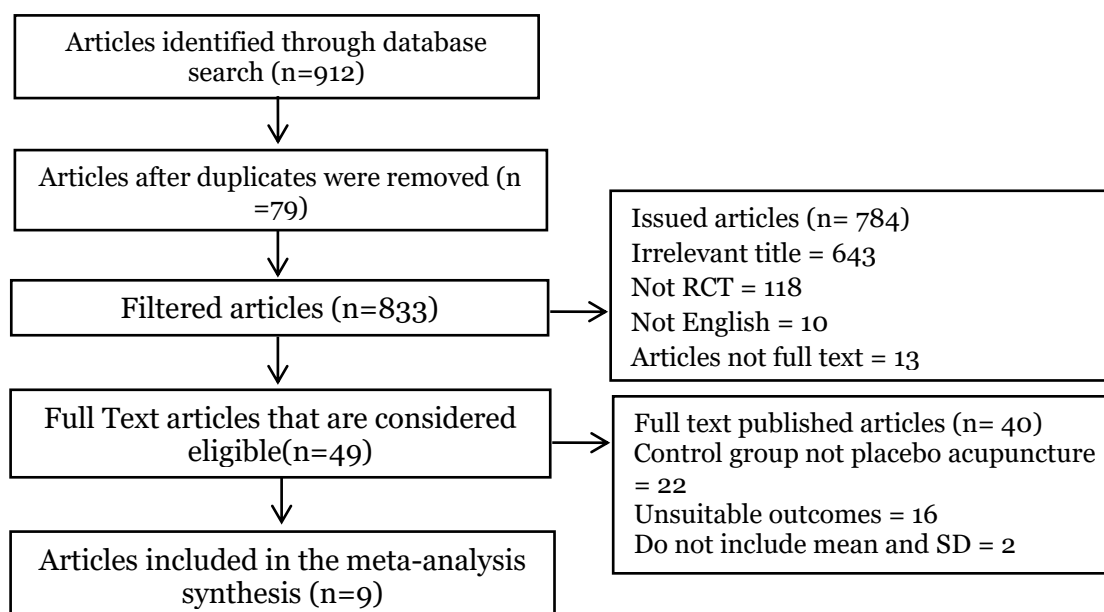 Articles identified through database
search (n=912)
Articles after duplicates were removed (n
=79)
Filtered articles (n=833)
Issued articles (n= 784)
Irrelevant title = 643
Not RCT = 118
Not English = 10
Articles not full text = 13
Full Text articles that are considered
eligible(n=49)
Full text published articles (n= 40)
Control group not placebo acupuncture
= 22
Unsuitable outcomes = 16
Do not include mean and SD = 2
Articles included in the meta-analysis
synthesis (n=9)